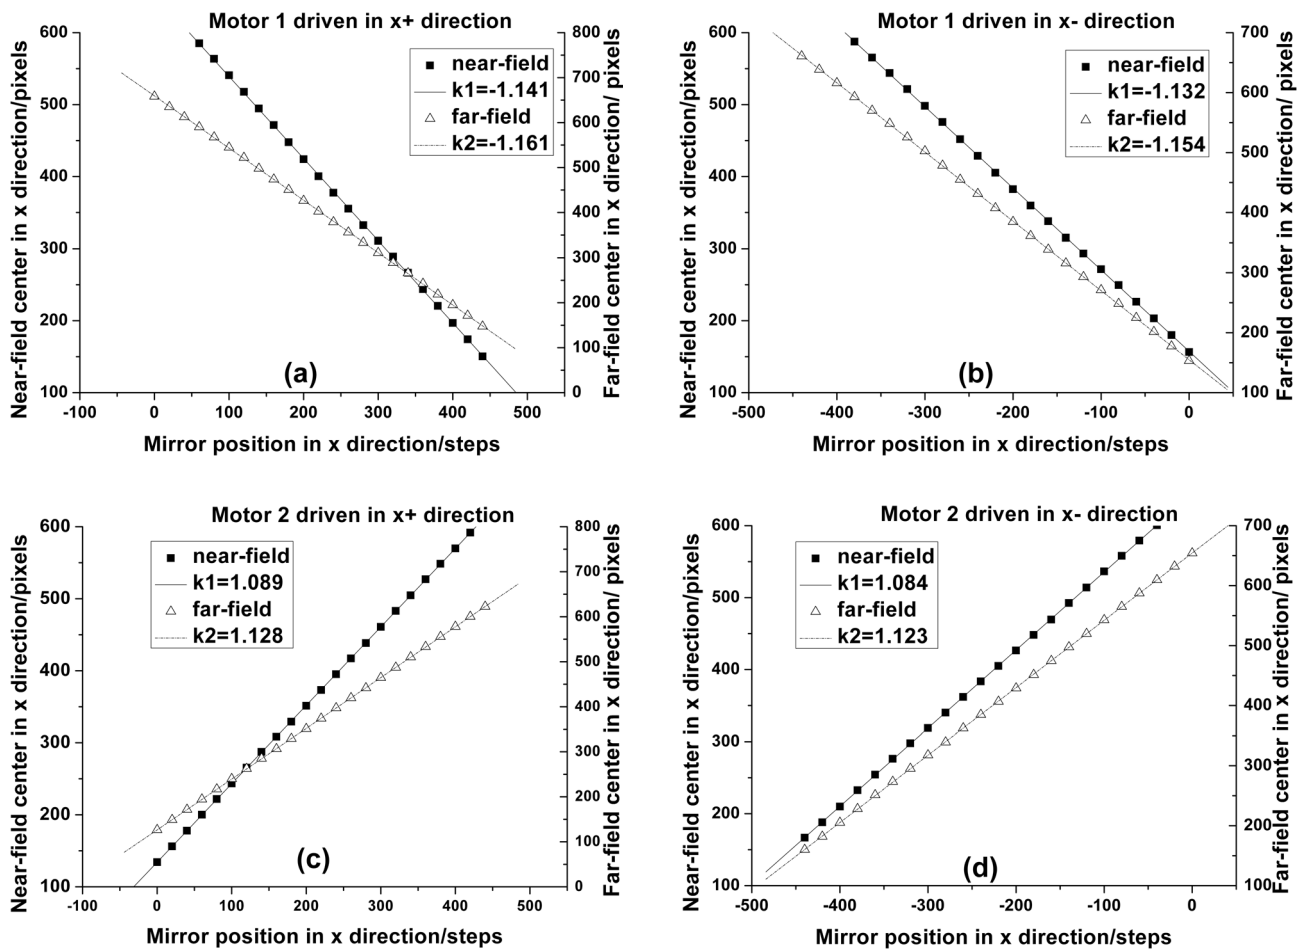 Motor 1 driven in x+ direction
600
500
400
300
200
100
Near-field center in x direction/pixels
near-field
k1=-1.141
far-field
k2=-1.161
800
700
600
500
400
300
200
100
0
Far-field center in x direction/ pixels
(a)
-100 0 100 200 300 400 500
Mirror position in x direction/steps
Motor 1 driven in x- direction
600
500
400
300
200
100
Near-field center in x direction/pixels
near-field
k1=-1.132
far-field
k2=-1.154
700
600
500
400
300
200
100
Far-field center in x direction/ pixels
(b)
-500 -400 -300 -200 -100 0
Mirror position in x direction/steps
Motor 2 driven in x+ direction
600
500
400
300
200
100
Near-field center in x direction/pixels
near-field
k1=1.089
far-field
k2=1.128
800
700
600
500
400
300
200
100
0
Far-field center in x direction/ pixels
(c)
-100 0 100 200 300 400 500
Mirror position in x direction/steps
Motor 2 driven in x- direction
600
500
400
300
200
100
Near-field center in x direction/pixels
near-field
k1=1.084
far-field
k2=1.123
700
600
500
400
300
200
100
Far-field center in x direction/ pixels
(d)
-500 -400 -300 -200 -100 0
Mirror position in x direction/steps